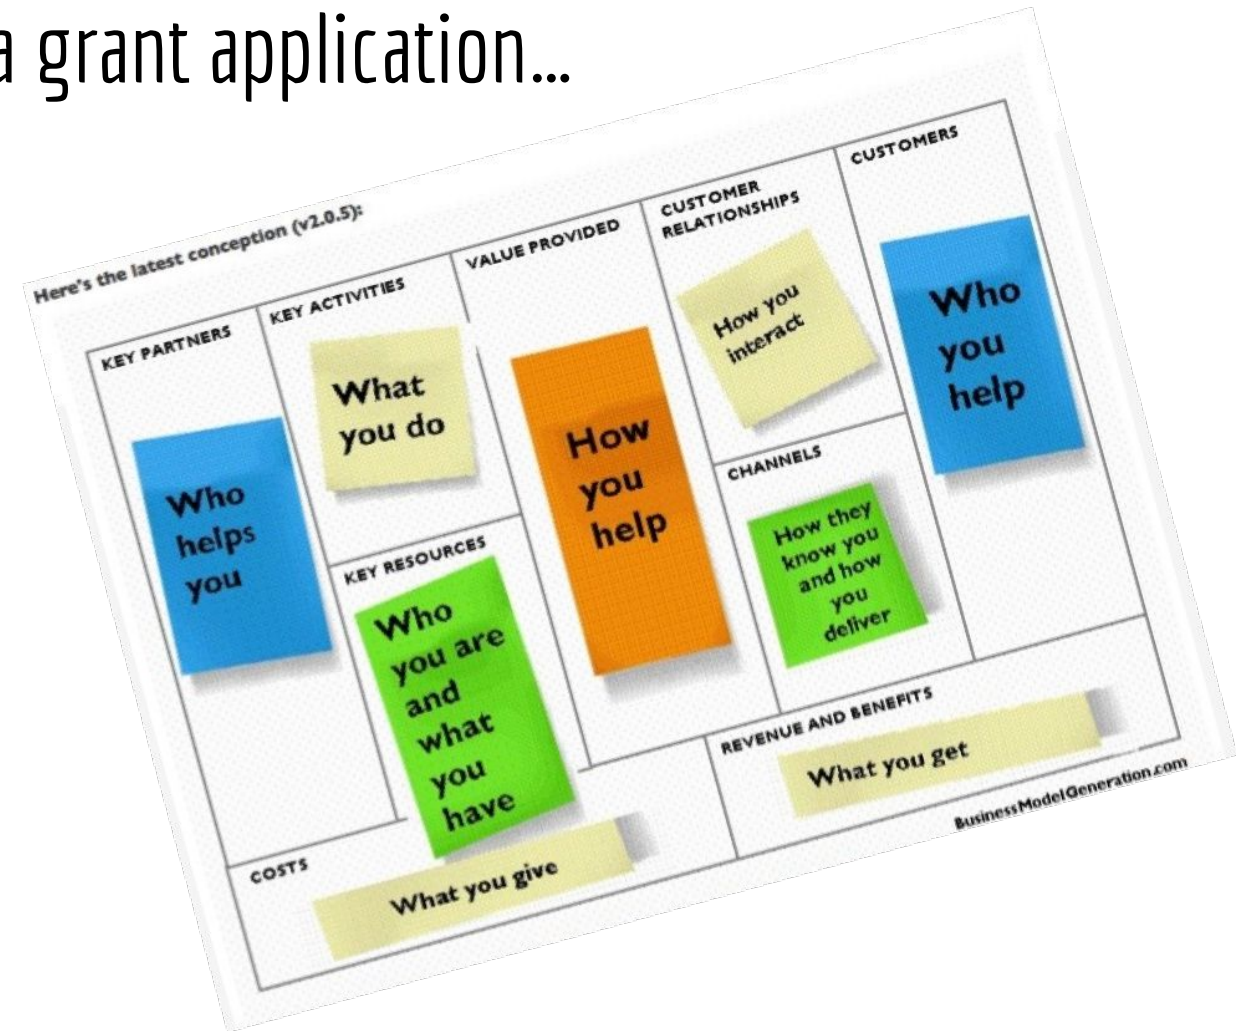 a grant application...
Here's the latest conception (v2.0.5):
KEY PARTNERS
Who
helps
you
KEY ACTIVITIES
What
you do
KEY RESOURCES
Who
you are
and
what
you
have
VALUE PROVIDED
How
you
help
CUSTOMER
RELATIONSHIPS
How you
interact
CHANNELS
How they
know you
and how
you
deliver
CUSTOMERS
Who
you
help
COSTS
What you give
REVENUE AND BENEFITS
What you get
BusinessModelGeneration.com